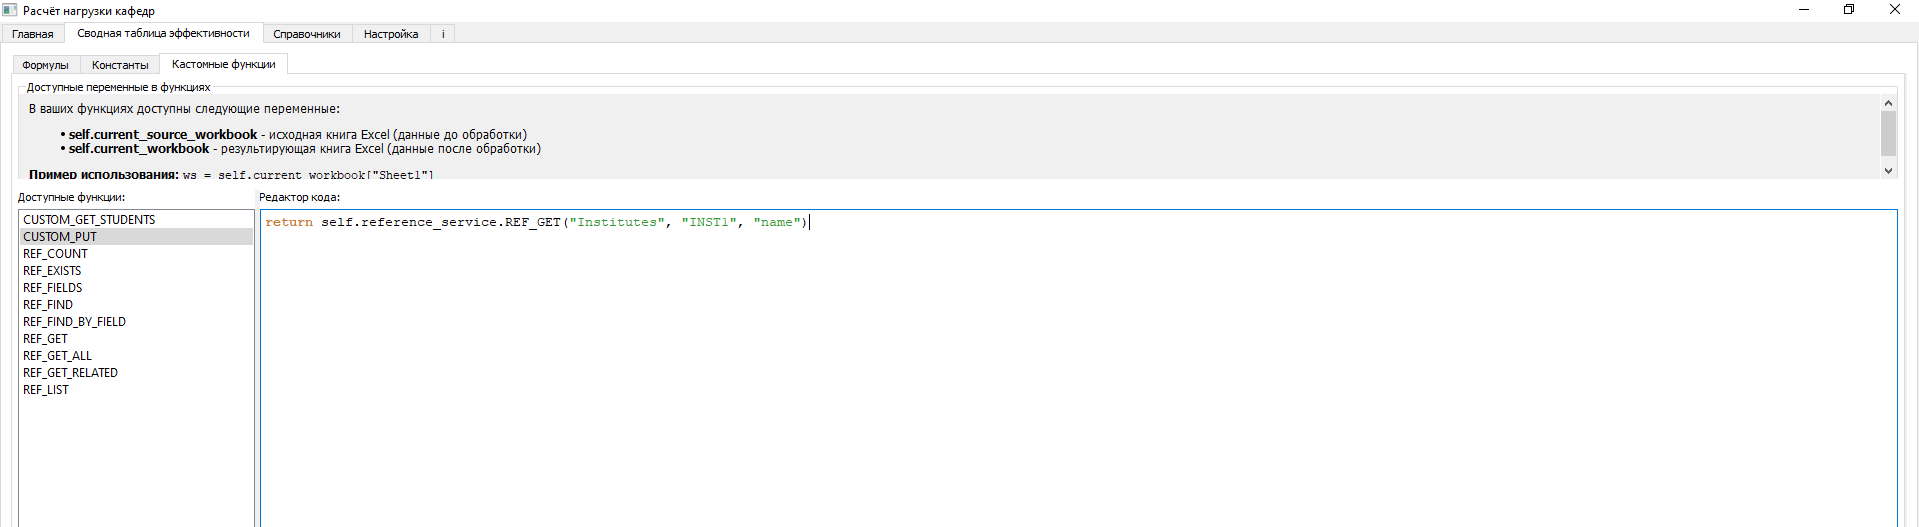 Расчёт нагрузки кафедр
Главная Сводная таблица эффективности Справочники Настройка i
Формулы Константы Кастомные функции
Доступные переменные в функциях
В ваших функциях доступны следующие переменные:
• self.current_source_workbook - исходная книга Excel (данные до обработки)
• self.current_workbook - результирующая книга Excel (данные после обработки)
Пример использования: ws = self.current_workbook["Sheet1"]
Доступные функции: Редактор кода:
CUSTOM_GET_STUDENTS
CUSTOM_PUT
REF_COUNT
REF_EXISTS
REF_FIELDS
REF_FIND
REF_FIND_BY_FIELD
REF_GET
REF_GET_ALL
REF_GET_RELATED
REF_LIST
return self.reference_service.REF_GET("Institutes", "INST1", "name")